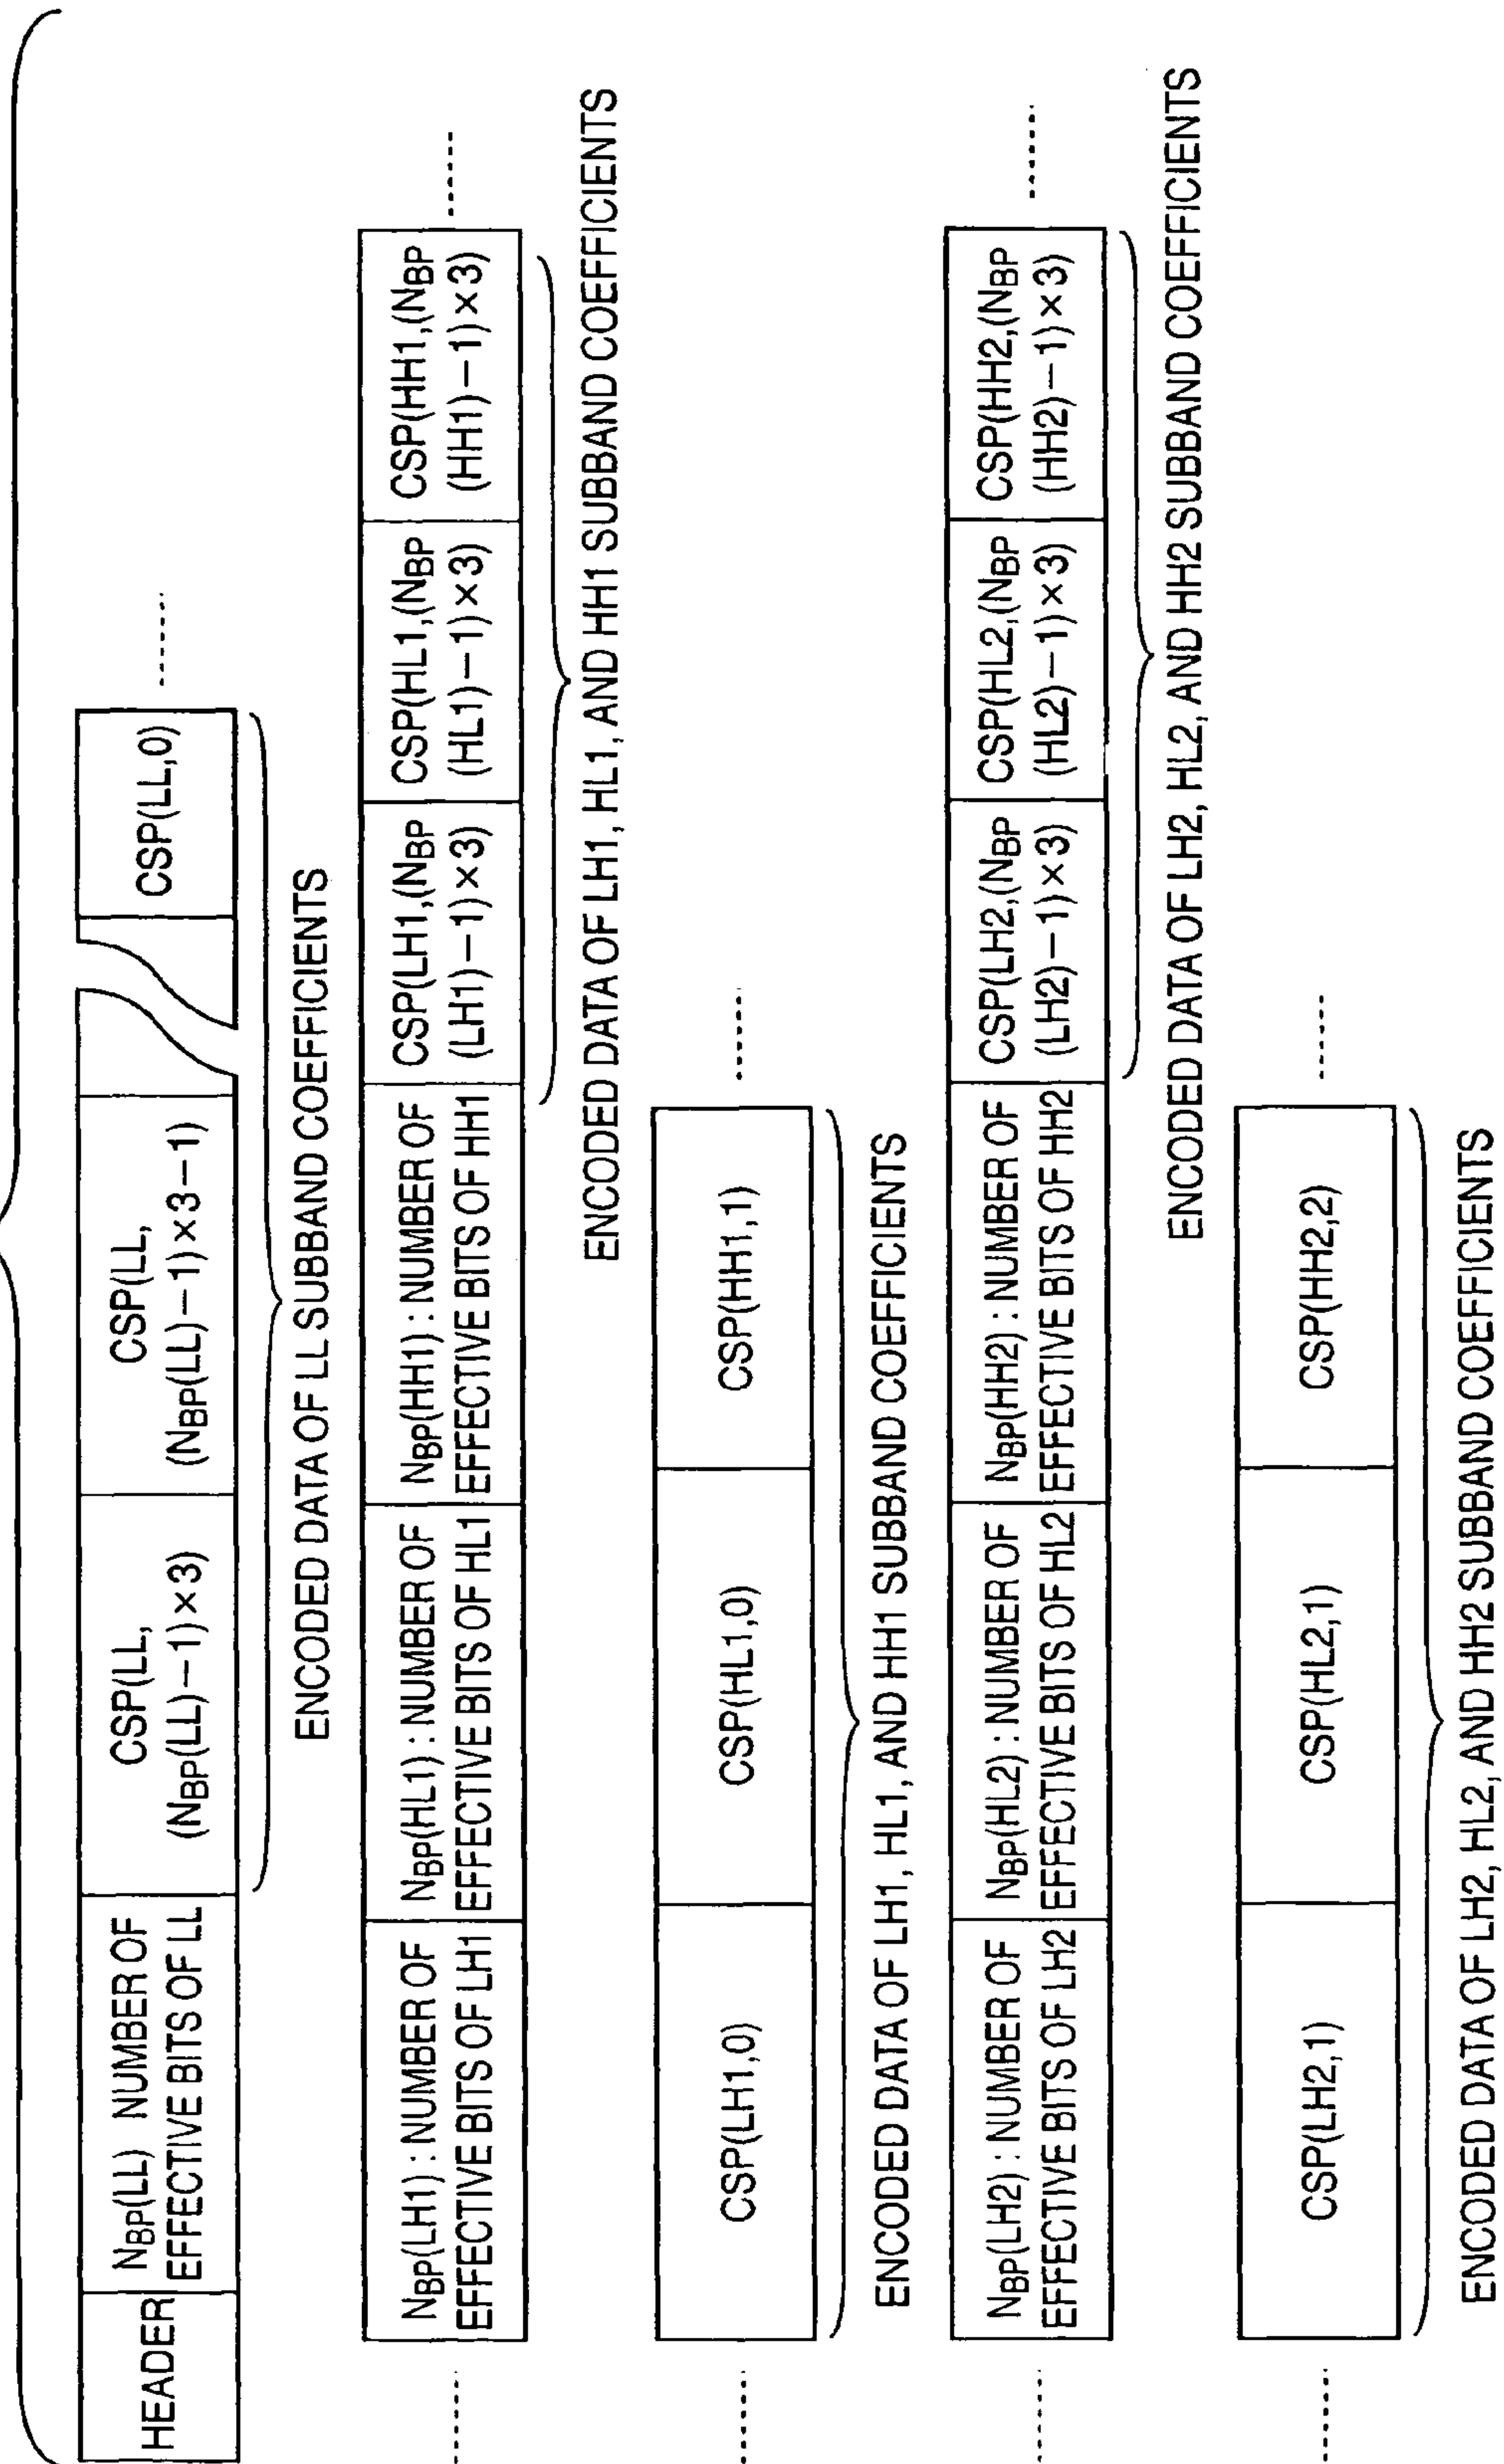 HEADER
NBP(LL) NUMBER OF
EFFECTIVE BITS OF LL
CSP(LL,
(NBP(LL)−1)×3)
CSP(LL,
(NBP(LL)−1)×3−1)
CSP(LL,0)
ENCODED DATA OF LL SUBBAND COEFFICIENTS
NBP(LH1) : NUMBER OF
EFFECTIVE BITS OF LH1
NBP(HL1) : NUMBER OF
EFFECTIVE BITS OF HL1
NBP(HH1) : NUMBER OF
EFFECTIVE BITS OF HH1
CSP(LH1,(NBP
(LH1)−1)×3)
CSP(HL1,(NBP
(HL1)−1)×3)
CSP(HH1,(NBP
(HH1)−1)×3)
ENCODED DATA OF LH1, HL1, AND HH1 SUBBAND COEFFICIENTS
CSP(LH1,0)
CSP(HL1,0)
CSP(HH1,1)
ENCODED DATA OF LH1, HL1, AND HH1 SUBBAND COEFFICIENTS
NBP(LH2) : NUMBER OF
EFFECTIVE BITS OF LH2
NBP(HL2) : NUMBER OF
EFFECTIVE BITS OF HL2
NBP(HH2) : NUMBER OF
EFFECTIVE BITS OF HH2
CSP(LH2,(NBP
(LH2)−1)×3)
CSP(HL2,(NBP
(HL2)−1)×3)
CSP(HH2,(NBP
(HH2)−1)×3)
ENCODED DATA OF LH2, HL2, AND HH2 SUBBAND COEFFICIENTS
CSP(LH2,1)
CSP(HL2,1)
CSP(HH2,2)
ENCODED DATA OF LH2, HL2, AND HH2 SUBBAND COEFFICIENTS